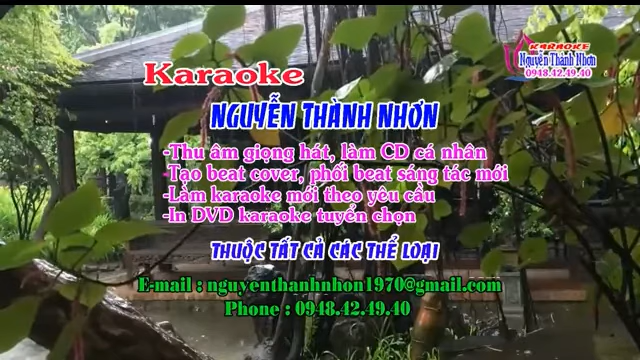 KARAOKE
Nguyễn Thành Nhơn
0948.42.49.40
Karaoke
NGUYỄN THÀNH NHƠN
-Thu âm giọng hát, làm CD cá nhân
-Tạo beat cover, phối beat sáng tác mới
-Làm karaoke mới theo yêu cầu
-In DVD karaoke tuyển chọn
THUỘC TẤT CẢ CÁC THỂ LOẠI
E-mail : nguyenthanhnhon1970@gmail.com
Phone : 0948.42.49.40